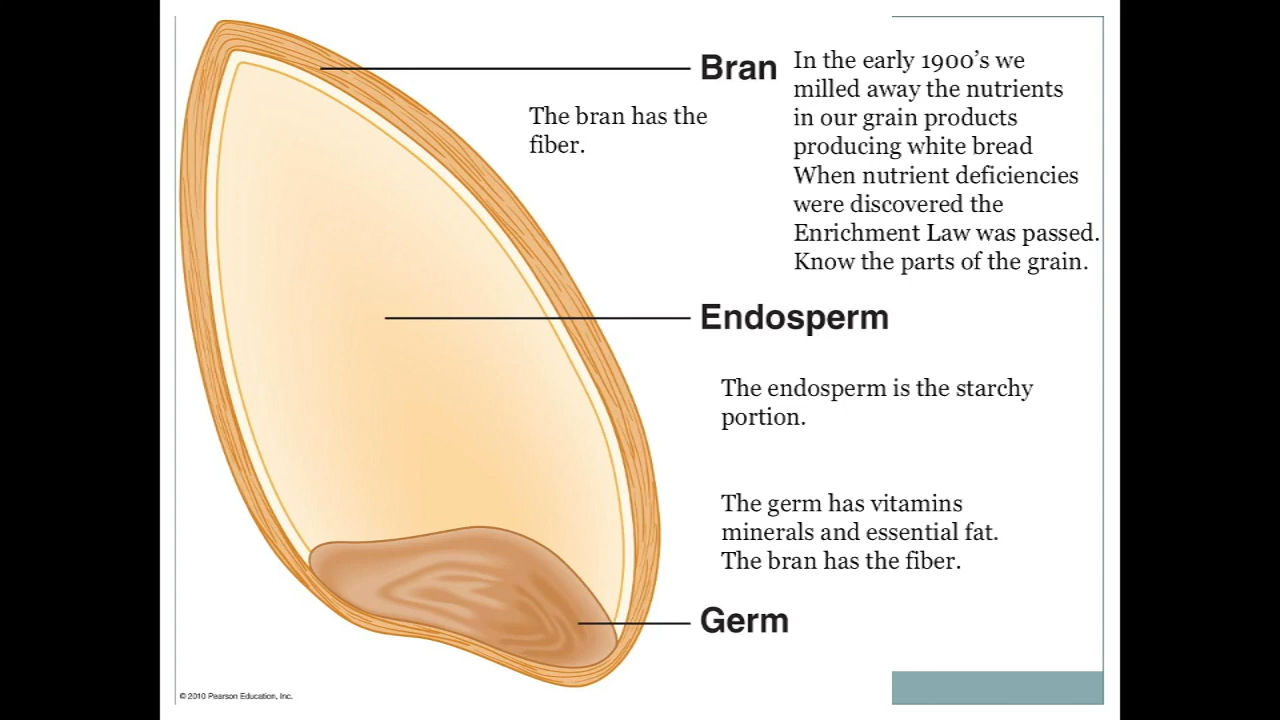 Bran
In the early 1900’s we
milled away the nutrients
in our grain products
producing white bread
When nutrient deficiencies
were discovered the
Enrichment Law was passed.
Know the parts of the grain.
The bran has the
fiber.
Endosperm
The endosperm is the starchy
portion.
The germ has vitamins
minerals and essential fat.
The bran has the fiber.
Germ
© 2010 Pearson Education, Inc.